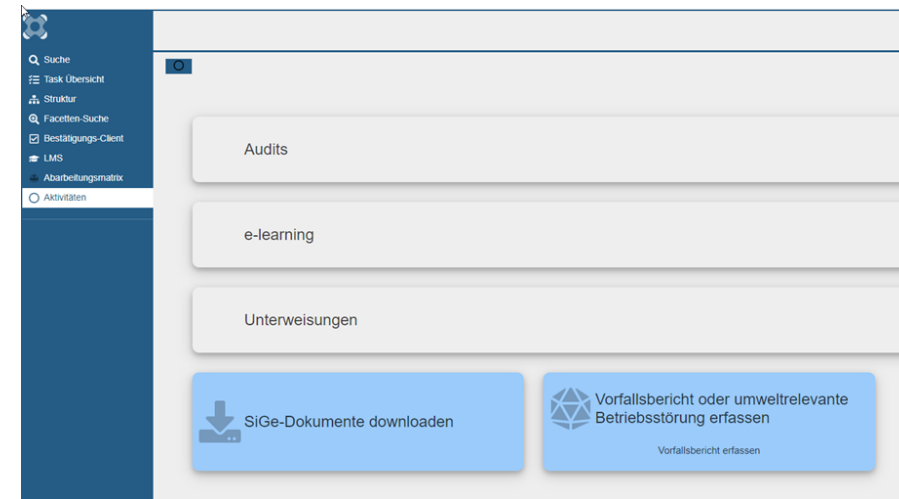 Suche
Task Übersicht
Struktur
Facetten-Suche
Bestätigungs-Client
LMS
Abarbeitungsmatrix
Aktivitäten
Audits
e-learning
Unterweisungen
SiGe-Dokumente downloaden
Vorfallsbericht oder umweltrelevante
Betriebsstörung erfassen
Vorfallsbericht erfassen